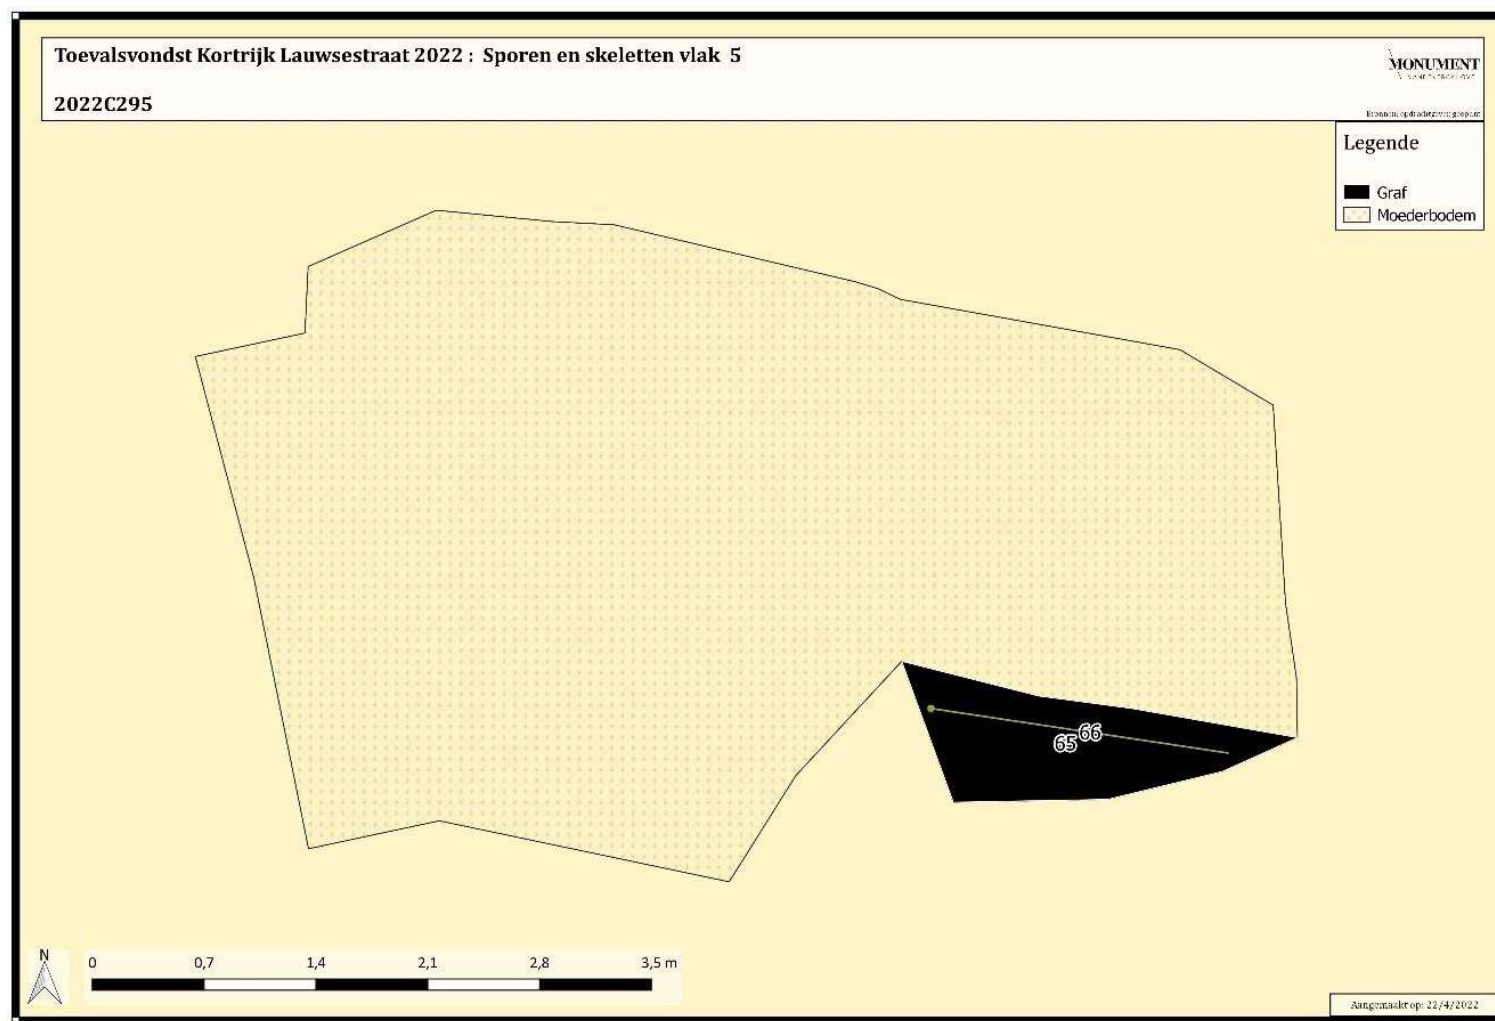 Toevalsvondst Kortrijk Lauwsestraat 2022 : Sporen en skeletten vlak 5
2022C295
MONUMENT
Legende
Graf
Moederbodem
66
65
N
0 0,7 1,4 2,1 2,8 3,5 m
Aangemaakt op: 22/4/2022